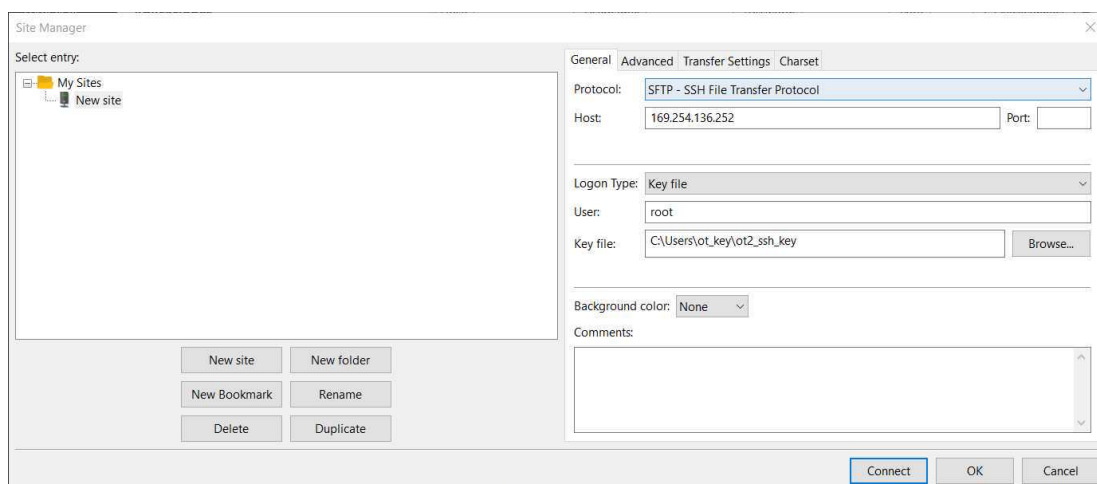 Site Manager
Select entry:
My Sites
New site
New site
New folder
New Bookmark
Rename
Delete
Duplicate
General Advanced Transfer Settings Charset
Protocol: SFTP - SSH File Transfer Protocol
Host: 169.254.136.252 Port:
Logon Type: Key file
User: root
Key file: C:\Users\ot_key\ot2_ssh_key Browse...
Background color: None
Comments:
Connect OK Cancel